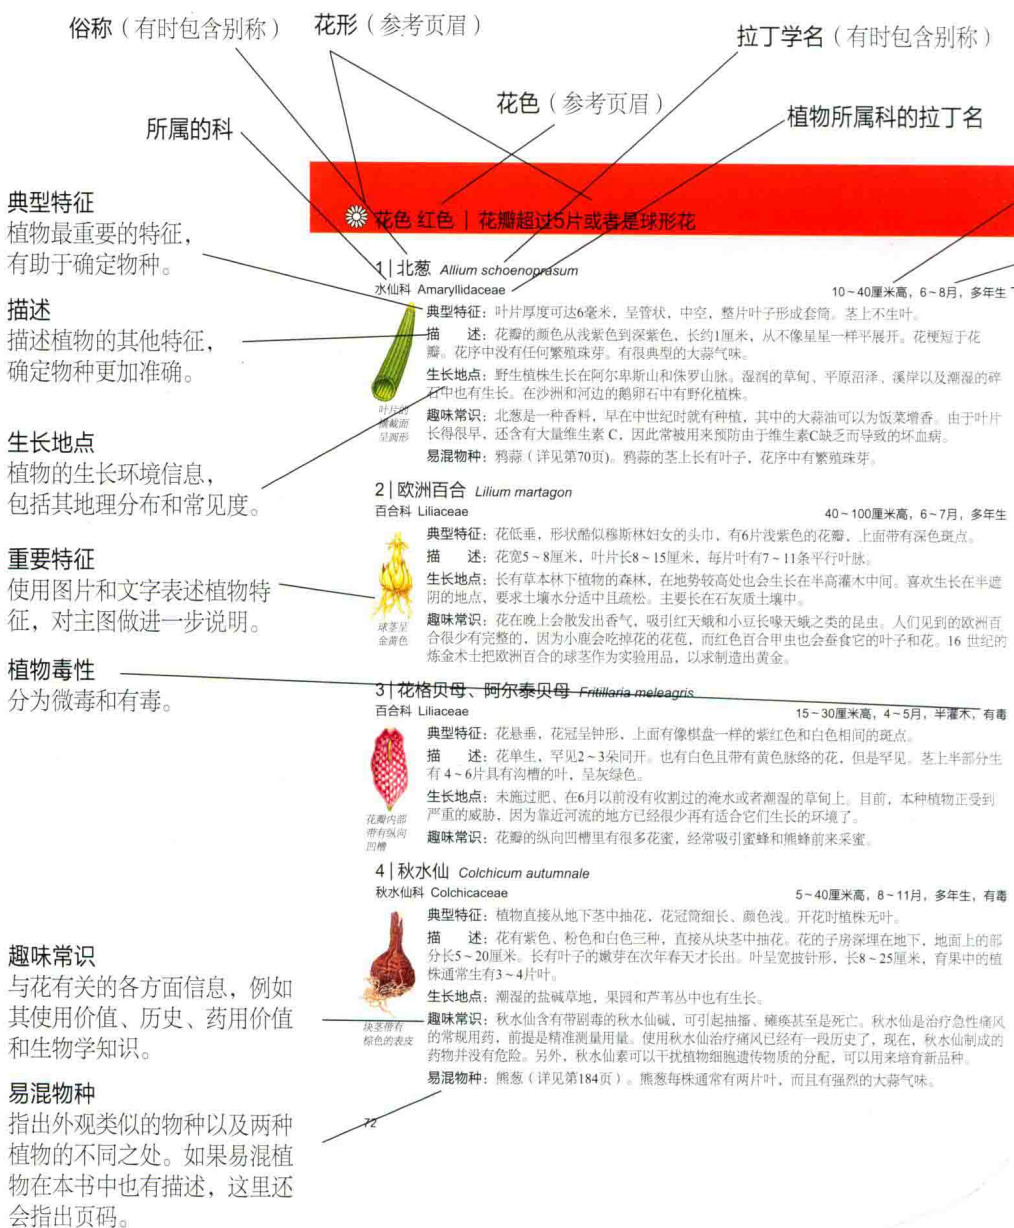 俗称（有时包含别称）
花形（参考页眉）
拉丁学名（有时包含别称）
花色（参考页眉）
植物所属科的拉丁名
所属的科
典型特征
植物最重要的特征，
有助于确定物种。
描述
描述植物的其他特征，
确定物种更加准确。
生长地点
植物的生长环境信息，
包括其地理分布和常见度。
重要特征
使用图片和文字表述植物特
征，对主图做进一步说明。
植物毒性
分为微毒和有毒。
趣味常识
与花有关的各方面信息，例如
其使用价值、历史、药用价值
和生物学知识。
易混物种
指出外观类似的物种以及两种
植物的不同之处。如果易混植
物在本书中也有描述，这里还
会指出页码。
花色 红色 | 花瓣超过5片或者是球形花
1 | 北葱 Allium schoenoprasum
水仙科 Amaryllidaceae 10～40厘米高，6～8月，多年生
典型特征：叶片厚度可达6毫米，呈管状，中空，整片叶子形成套筒。茎上不生叶。
描 述：花瓣的颜色从浅紫色到深紫色，长约1厘米，从不像星星一样平展开。花梗短于花
瓣。花序中没有任何繁殖珠芽。有很典型的大蒜气味。
生长地点：野生植株生长在阿尔卑斯山和侏罗山脉。湿润的草甸、平原沼泽、溪岸以及潮湿的碎
石中也有生长。在沙洲和河边的鹅卵石中有野化植株。
趣味常识：北葱是一种香料，早在中世纪时就有种植，其中的大蒜油可以为饭菜增香。由于叶片
长得很早，还含有大量维生素 C，因此常被用来预防由于维生素C缺乏而导致的坏血病。
易混物种：鸦蒜（详见第70页）。鸦蒜的茎上长有叶子，花序中有繁殖珠芽。
叶片的
横截面
呈圆形
2 | 欧洲百合 Lilium martagon
百合科 Liliaceae 40～100厘米高，6～7月，多年生
典型特征：花低垂，形状酷似穆斯林妇女的头巾，有6片浅紫色的花瓣，上面带有深色斑点。
描 述：花宽5～8厘米，叶片长8～15厘米，每片叶有7～11条平行叶脉。
生长地点：长有草本林下植物的森林，在地势较高处也会生长在半高灌木中间。喜欢生长在半遮
阴的地点，要求土壤水分适中且疏松。主要长在石灰质土壤中。
趣味常识：花在晚上会散发出香气，吸引红天蛾和小豆长喙天蛾之类的昆虫。人们见到的欧洲百
合很少有完整的，因为小鹿会吃掉花的花苞，而红色百合甲虫也会蚕食它的叶子和花。16 世纪的
炼金术士把欧洲百合的球茎作为实验用品，以求制造出黄金。
球茎呈
金黄色
3 | 花格贝母、阿尔泰贝母 Fritillaria meleagris
百合科 Liliaceae 15～30厘米高，4～5月，半灌木，有毒
典型特征：花悬垂，花冠呈钟形，上面有像棋盘一样的紫红色和白色相间的斑点。
描 述：花单生，罕见2～3朵同开。也有白色且带有黄色脉络的花，但是罕见。茎上半部分生
有 4～6片具有沟槽的叶，呈灰绿色。
生长地点：未施过肥、在6月以前没有收割过的淹水或者潮湿的草甸上。目前，本种植物正受到
严重的威胁，因为靠近河流的地方已经很少再有适合它们生长的环境了。
趣味常识：花瓣的纵向凹槽里有很多花蜜，经常吸引蜜蜂和熊蜂前来采蜜。
花瓣内部
带有纵向
凹槽
4 | 秋水仙 Colchicum autumnale
秋水仙科 Colchicaceae 5～40厘米高，8～11月，多年生，有毒
典型特征：植物直接从地下茎中抽花，花冠筒细长、颜色浅。开花时植株无叶。
描 述：花有紫色、粉色和白色三种，直接从块茎中抽花。花的子房深埋在地下，地面上的部
分长5～20厘米。长有叶子的嫩芽在次年春天才长出。叶呈宽披针形，长8～25厘米，育果中的植
株通常生有3～4片叶。
生长地点：潮湿的盐碱草地，果园和芦苇丛中也有生长。
趣味常识：秋水仙含有带剧毒的秋水仙碱，可引起抽搐、瘫痪甚至是死亡。秋水仙是治疗急性痛风
的常规用药，前提是精准测量用量。使用秋水仙治疗痛风已经有一段历史了，现在，秋水仙制成的
药物并没有危险。另外，秋水仙素可以干扰植物细胞遗传物质的分配，可以用来培育新品种。
易混物种：熊葱（详见第184页）。熊葱每株通常有两片叶，而且有强烈的大蒜气味。
块茎带有
棕色的表皮
72